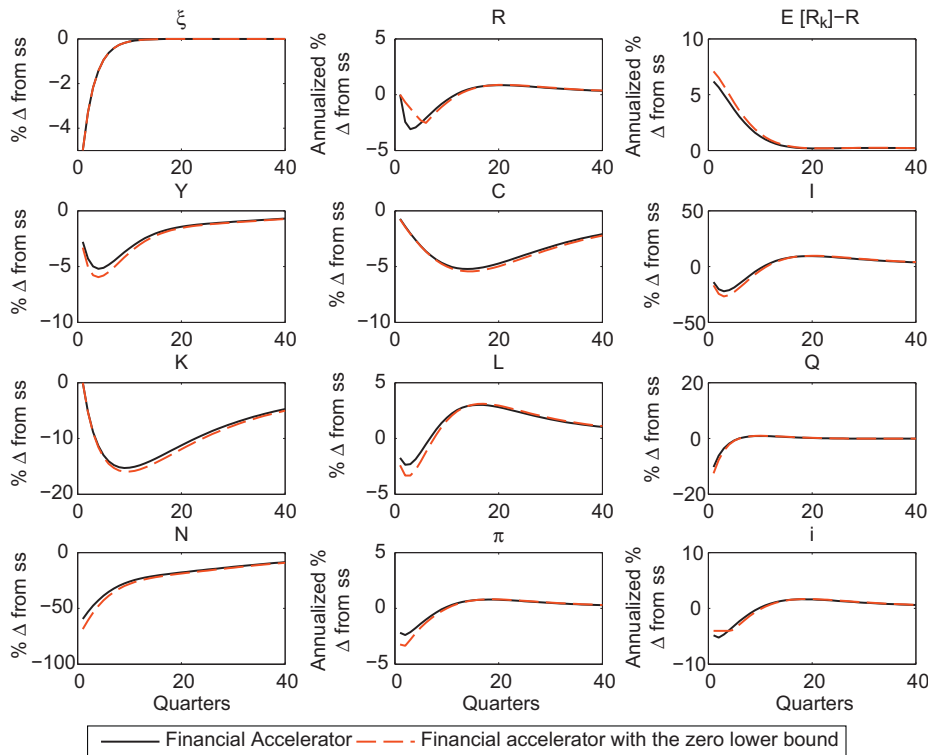 ξ R E [Rk]−R
% Δ from ss 0 −2 −4 0 20 40
Annualized % Δ from ss 5 0 −5 0 20 40
Annualized % Δ from ss 10 5 0 0 20 40
Y C I
% Δ from ss 0 −5 −10 0 20 40
% Δ from ss 0 −5 −10 0 20 40
% Δ from ss 50 0 −50 0 20 40
K L Q
% Δ from ss 0 −10 −20 0 20 40
% Δ from ss 5 0 −5 0 20 40
% Δ from ss 20 0 −20 0 20 40
N π i
% Δ from ss 0 −50 −100 0 20 40
Annualized % Δ from ss 5 0 −5 0 20 40
Annualized % Δ from ss 10 0 −10 0 20 40
Quarters Quarters Quarters
Financial Accelerator Financial accelerator with the zero lower bound